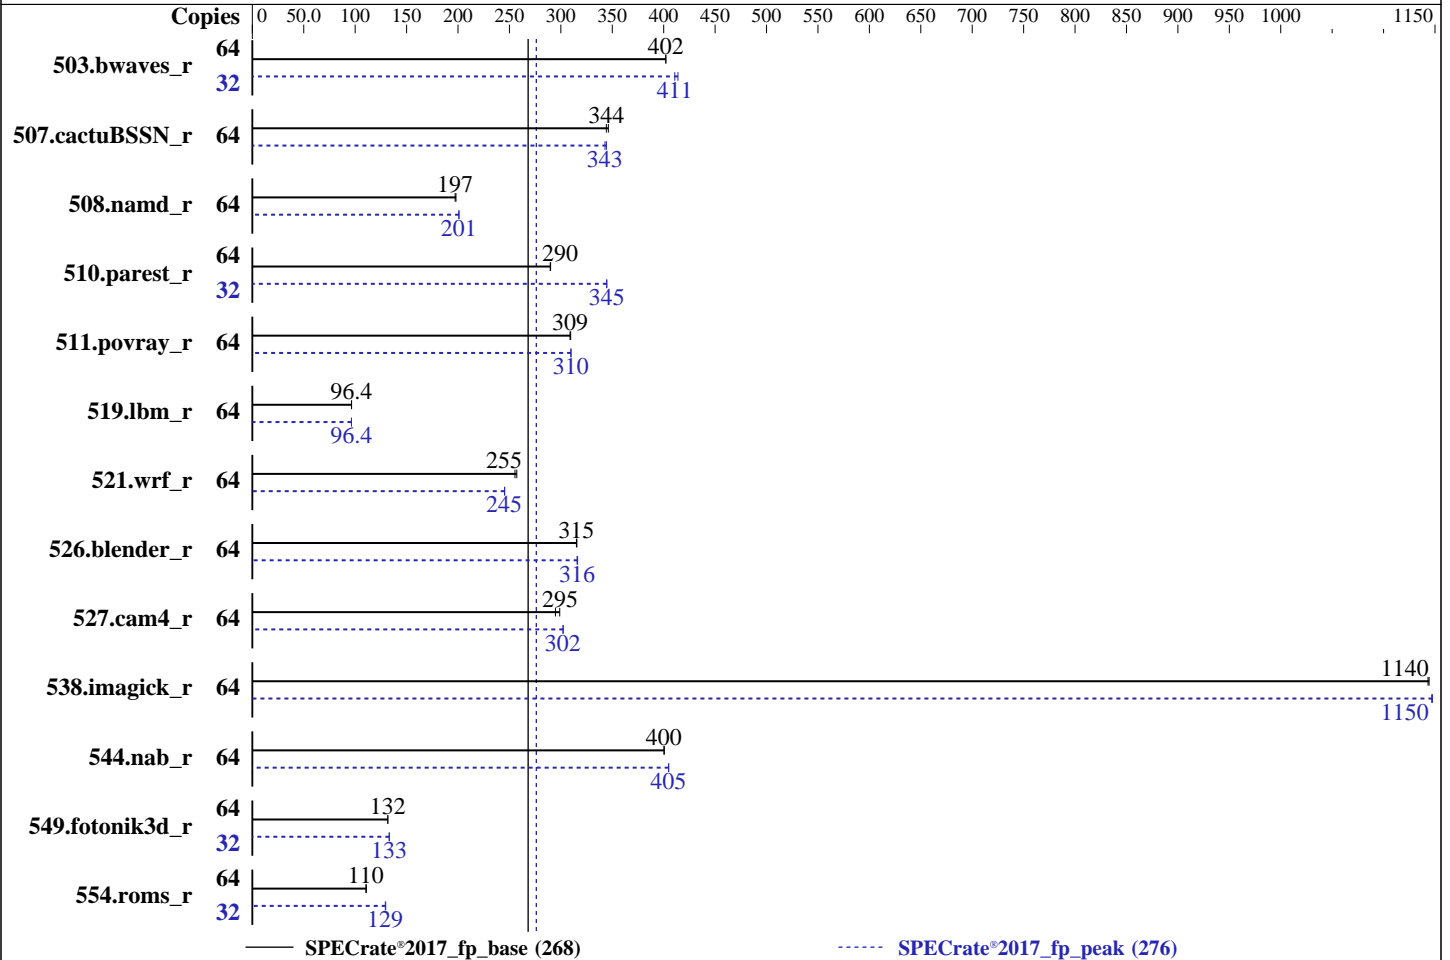 Copies 0 50.0 100 150 200 250 300 350 400 450 500 550 600 650 700 750 800 850 900 950 1000 1150
503.bwaves_r 64 402
32 411
507.cactuBSSN_r 64 344
343
508.namd_r 64 197
201
510.parest_r 64 290
32 345
511.povray_r 64 309
310
519.lbm_r 64 96.4
96.4
521.wrf_r 64 255
245
526.blender_r 64 315
316
527.cam4_r 64 295
302
538.imagick_r 64 1140
1150
544.nab_r 64 400
405
549.fotonik3d_r 64 132
32 133
554.roms_r 64 110
32 129
SPECrate®2017_fp_base (268) SPECrate®2017_fp_peak (276)